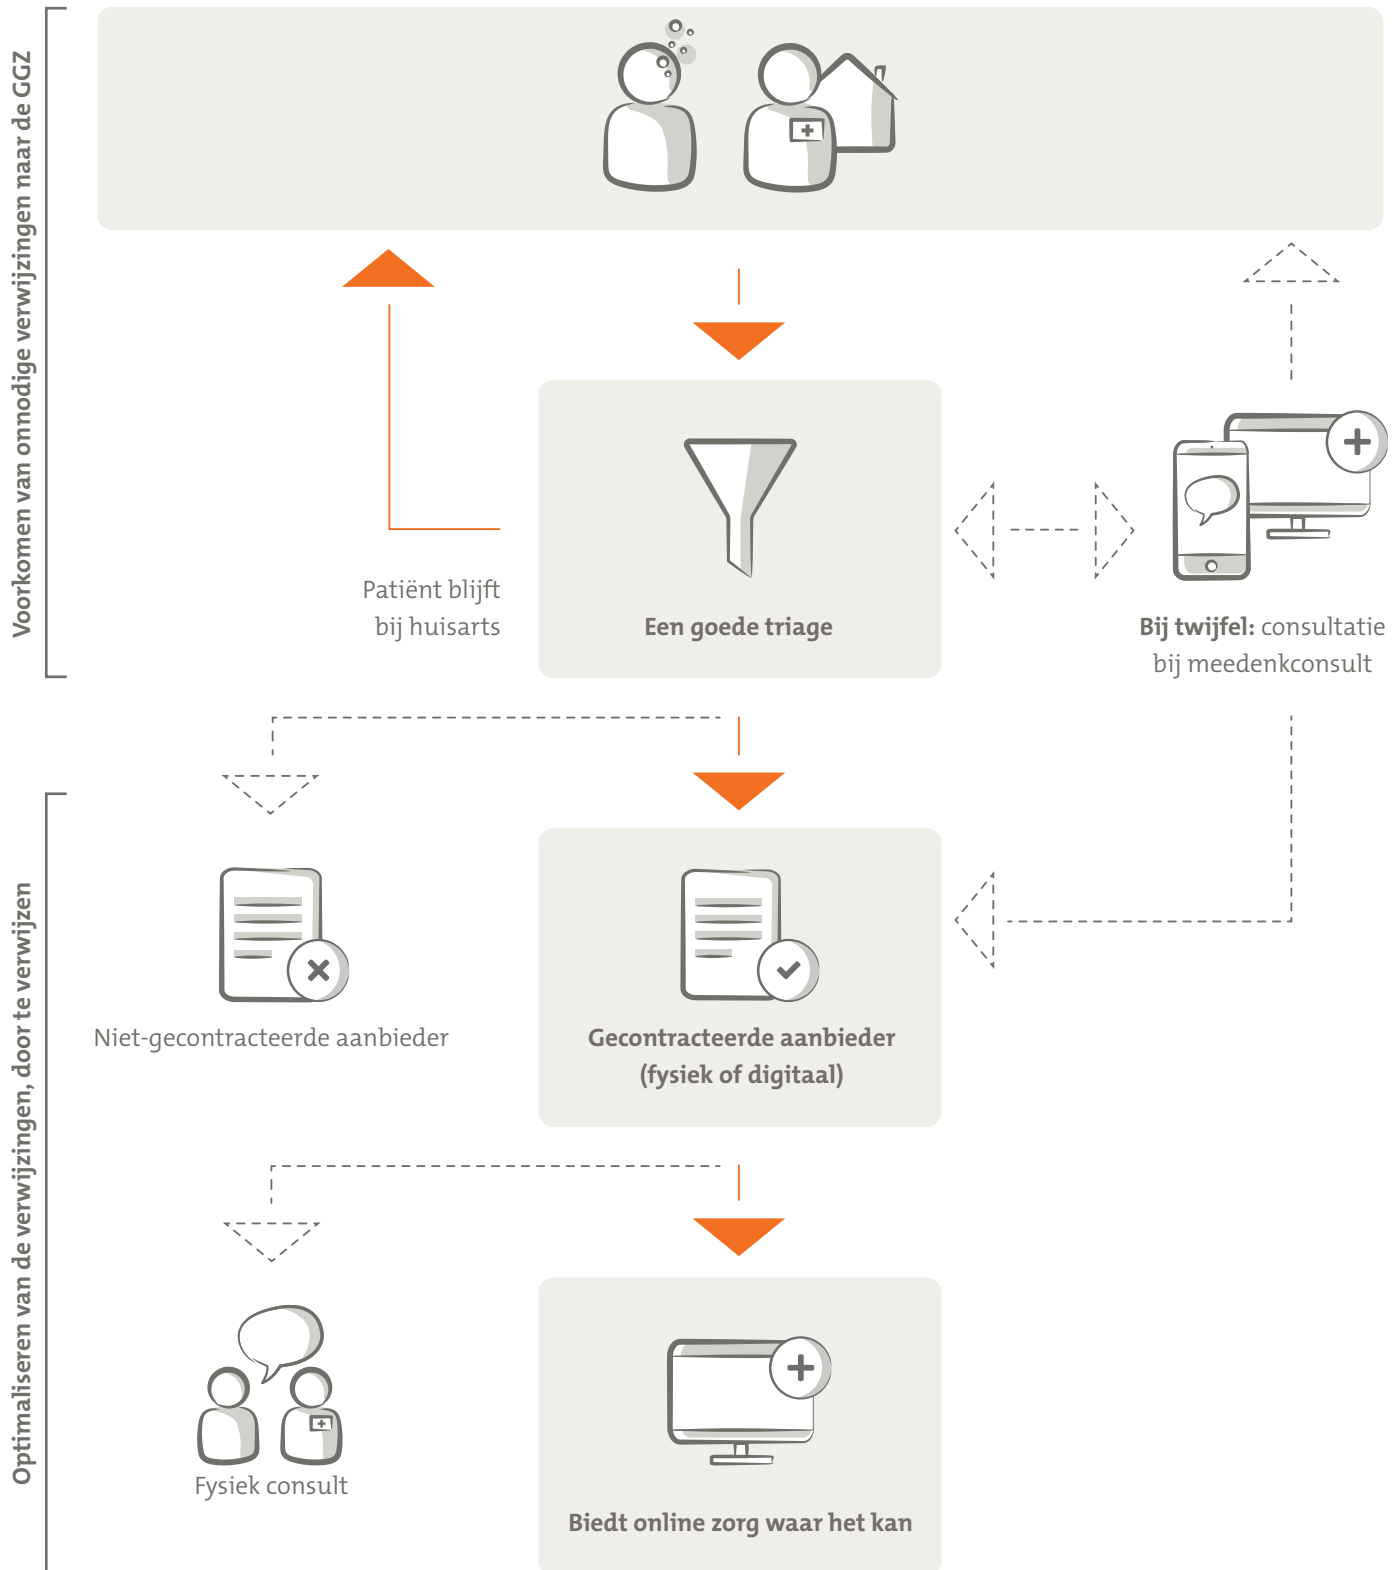 Voorkomen van onnodige verwijzingen naar de GGZ
Patiënt blijft
bij huisarts
Een goede triage
Bij twijfel: consultatie
bij meedenkconsult
Optimaliseren van de verwijzingen, door te verwijzen
Niet-gecontracteerde aanbieder
Gecontracteerde aanbieder
(fysiek of digitaal)
Fysiek consult
Biedt online zorg waar het kan